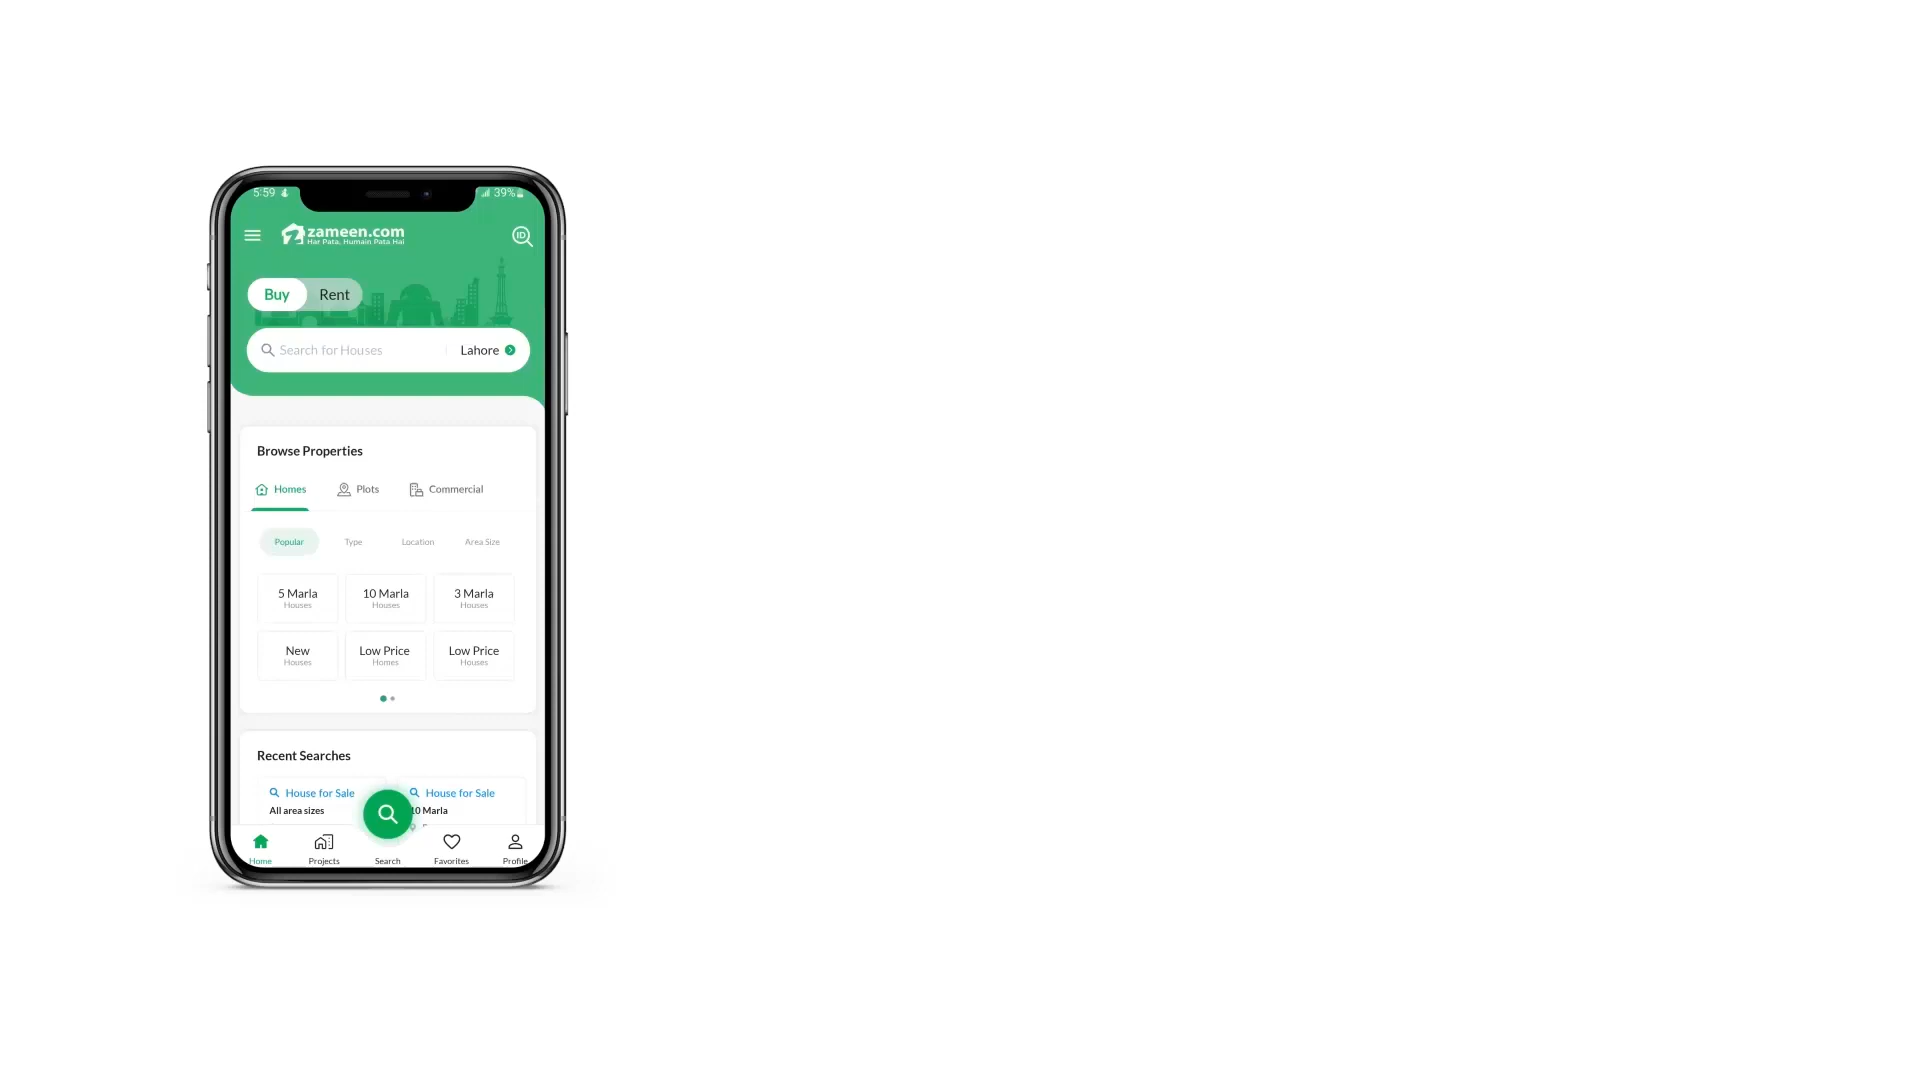 5:59
39%
zameen.com
Har Pata, Humain Pata Hai
ID
Buy Rent
Search for Houses Lahore
Browse Properties
Homes Plots Commercial
Popular Type Location Area Size
5 Marla 10 Marla 3 Marla
Houses Houses Houses
New Low Price Low Price
Houses Homes Houses
Recent Searches
House for Sale House for Sale
All area sizes 10 Marla
Home Projects Search Favorites Profile